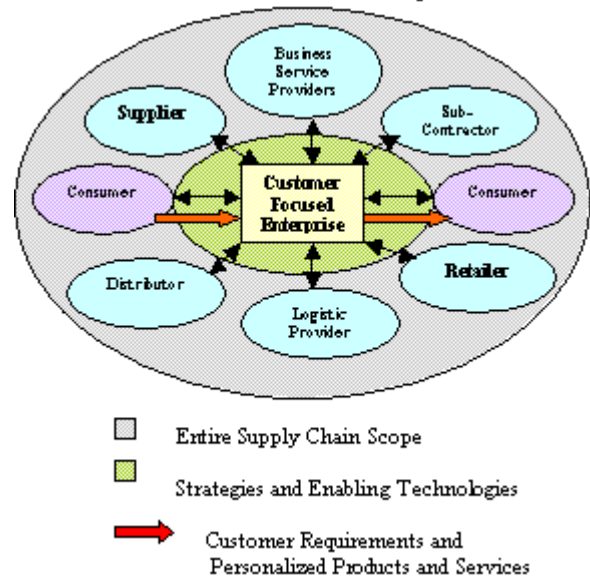 Business
Service
Providers
Supplier
Sub-
Contractor
Consumer
Customer
Focused
Enterprise
Consumer
Distributor
Logistic
Provider
Retailer
Entire Supply Chain Scope
Strategies and Enabling Technologies
Customer Requirements and
Personalized Products and Services